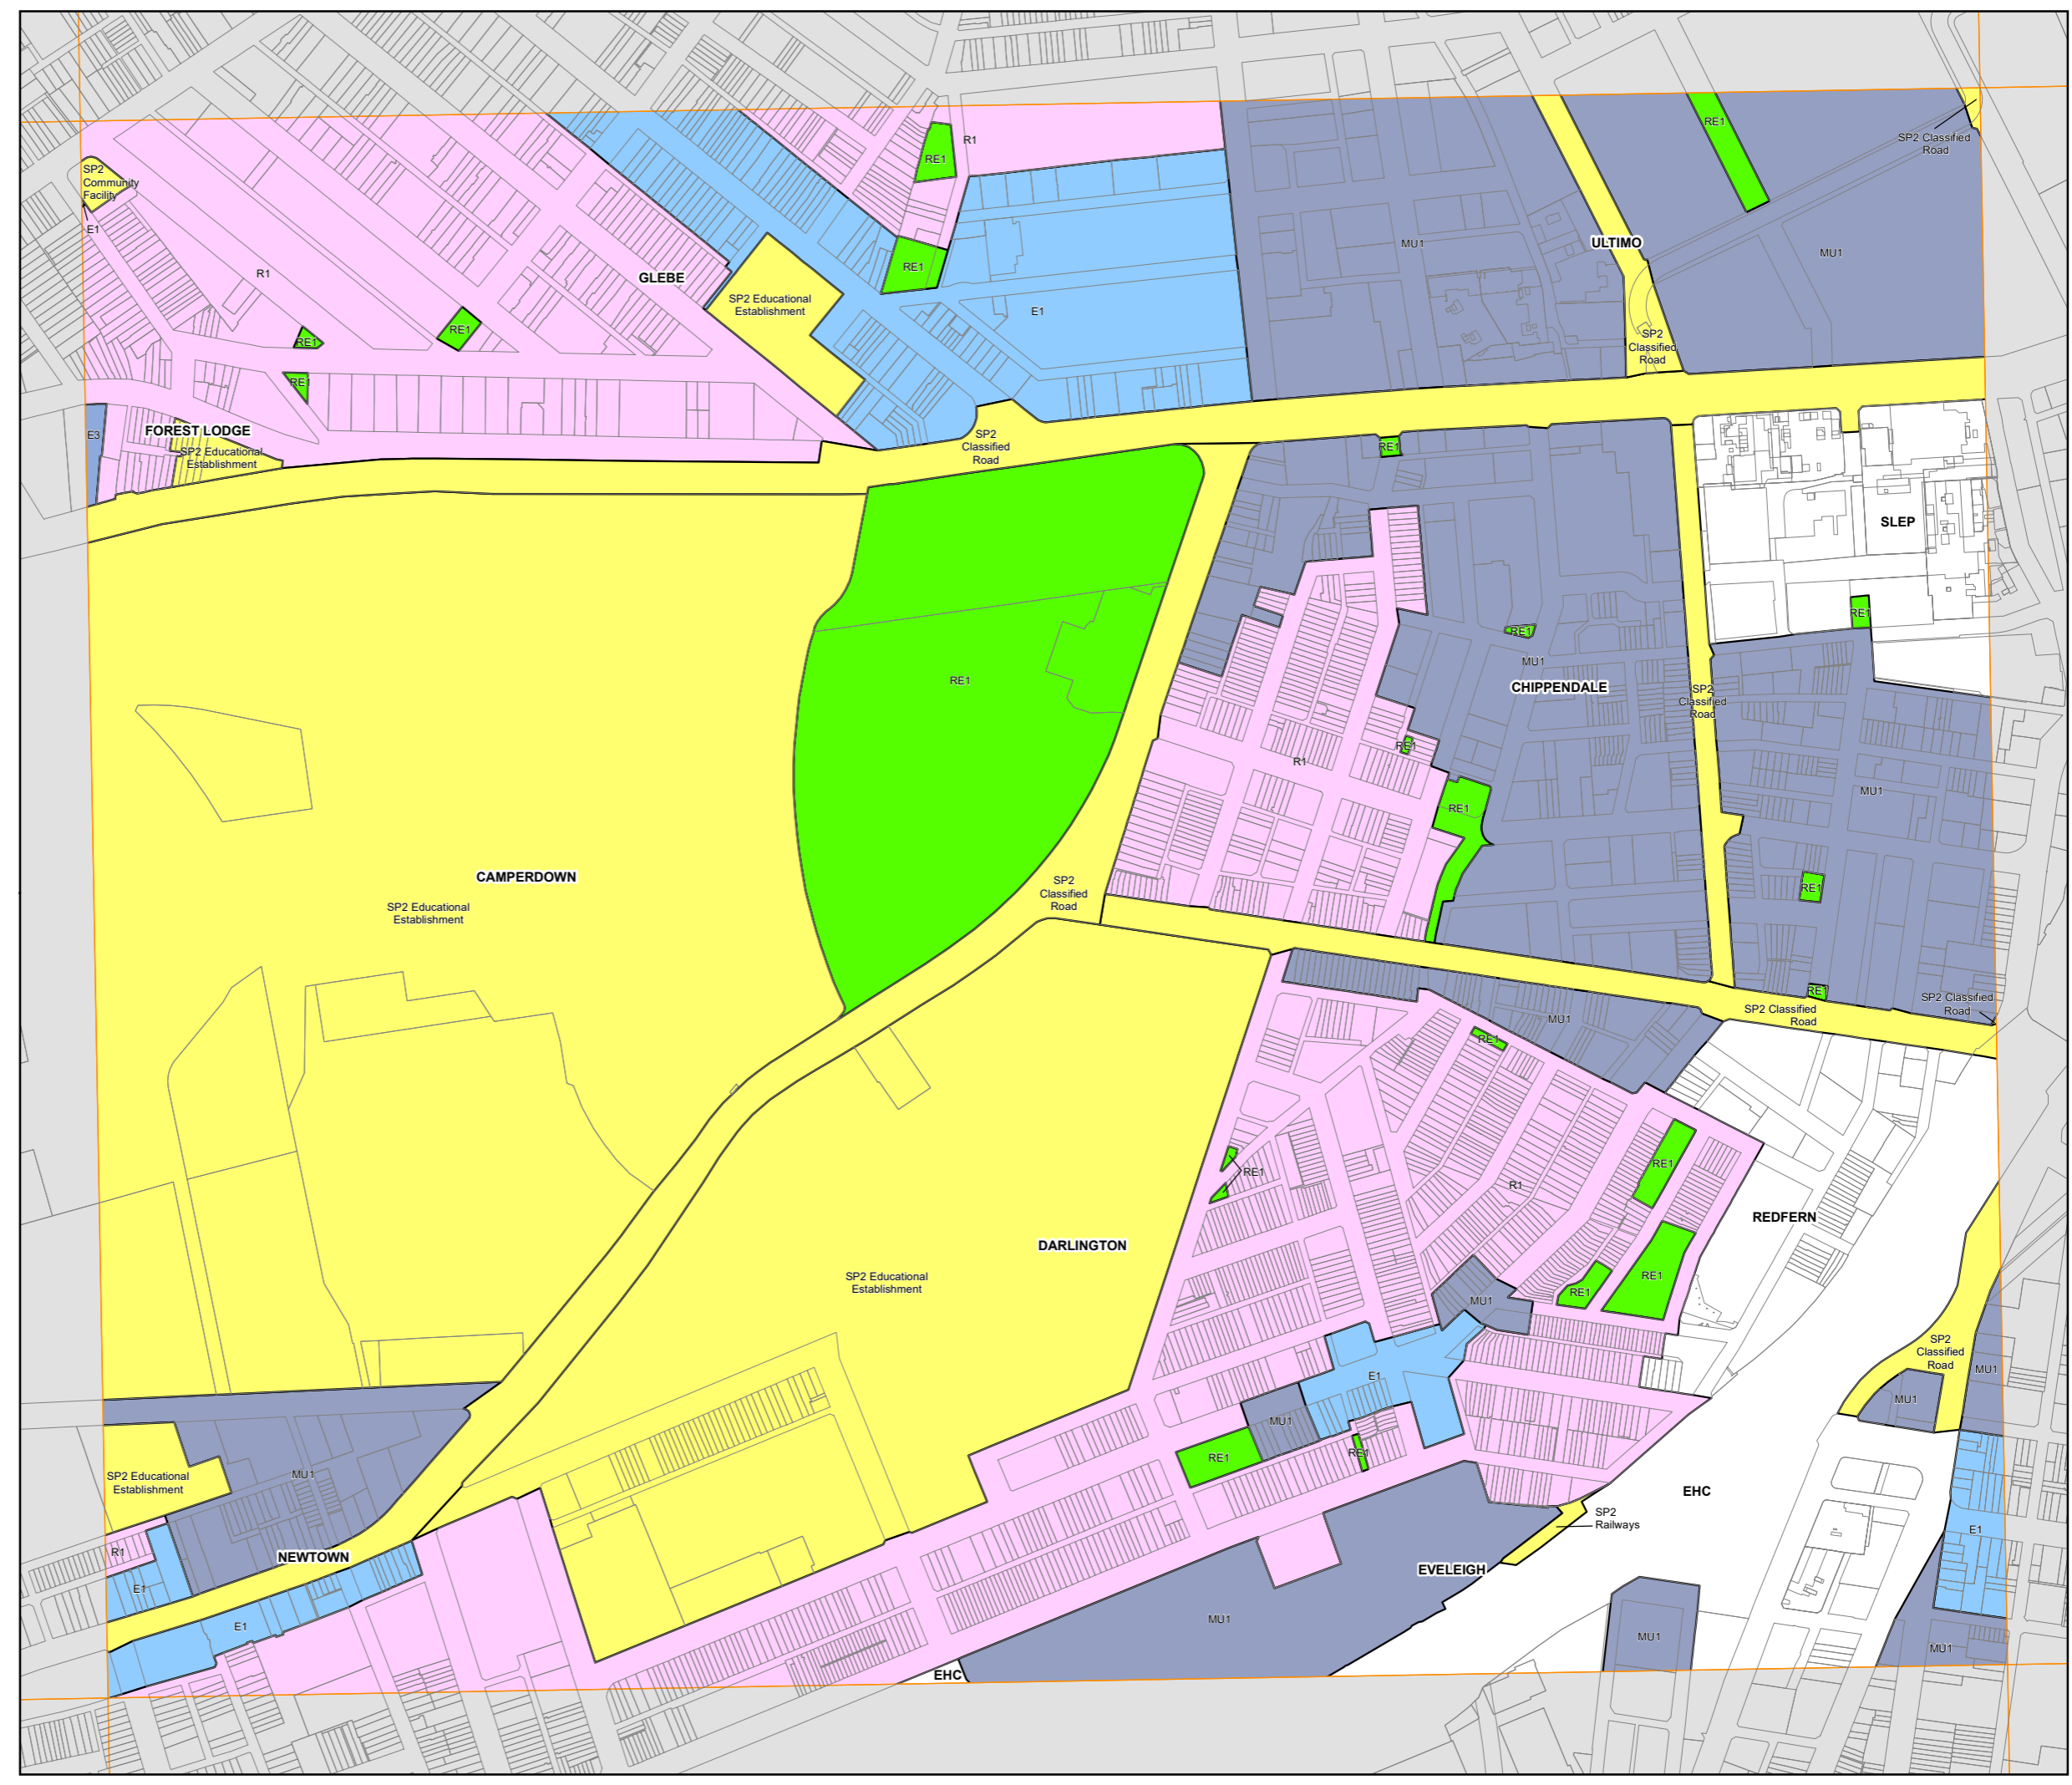 RE1
R1
SP2 Classified
Road
SP2
Community
Facility
E1
MU1
ULTIMO
MU1
R1
GLEBE
RE1
SP2 Educational
Establishment
E1
RE1
RE1
SP2
Classified
Road
RE1
FOREST LODGE
E3
SP2 Educational
Establishment
SP2
Classified
Road
RE1
SLEP
RE1
RE1
MU1
CHIPPENDALE
RE1
SP2
Classified
Road
RE1
R1
MU1
RE1
CAMPERDOWN
SP2 Educational
Establishment
SP2
Classified
Road
RE1
RE1
SP2 Classified
Road
SP2 Classified
Road
MU1
RE1
RE1
RE1
R1
REDFERN
DARLINGTON
SP2 Educational
Establishment
RE1
RE1
MU1
SP2
Classified
Road
MU1
MU1
E1
MU1
RE1
RE1
SP2 Educational
Establishment
MU1
EHC
SP2
Railways
E1
R1
NEWTOWN
EVELEIGH
E1
E1
MU1
MU1
MU1
EHC
RE1